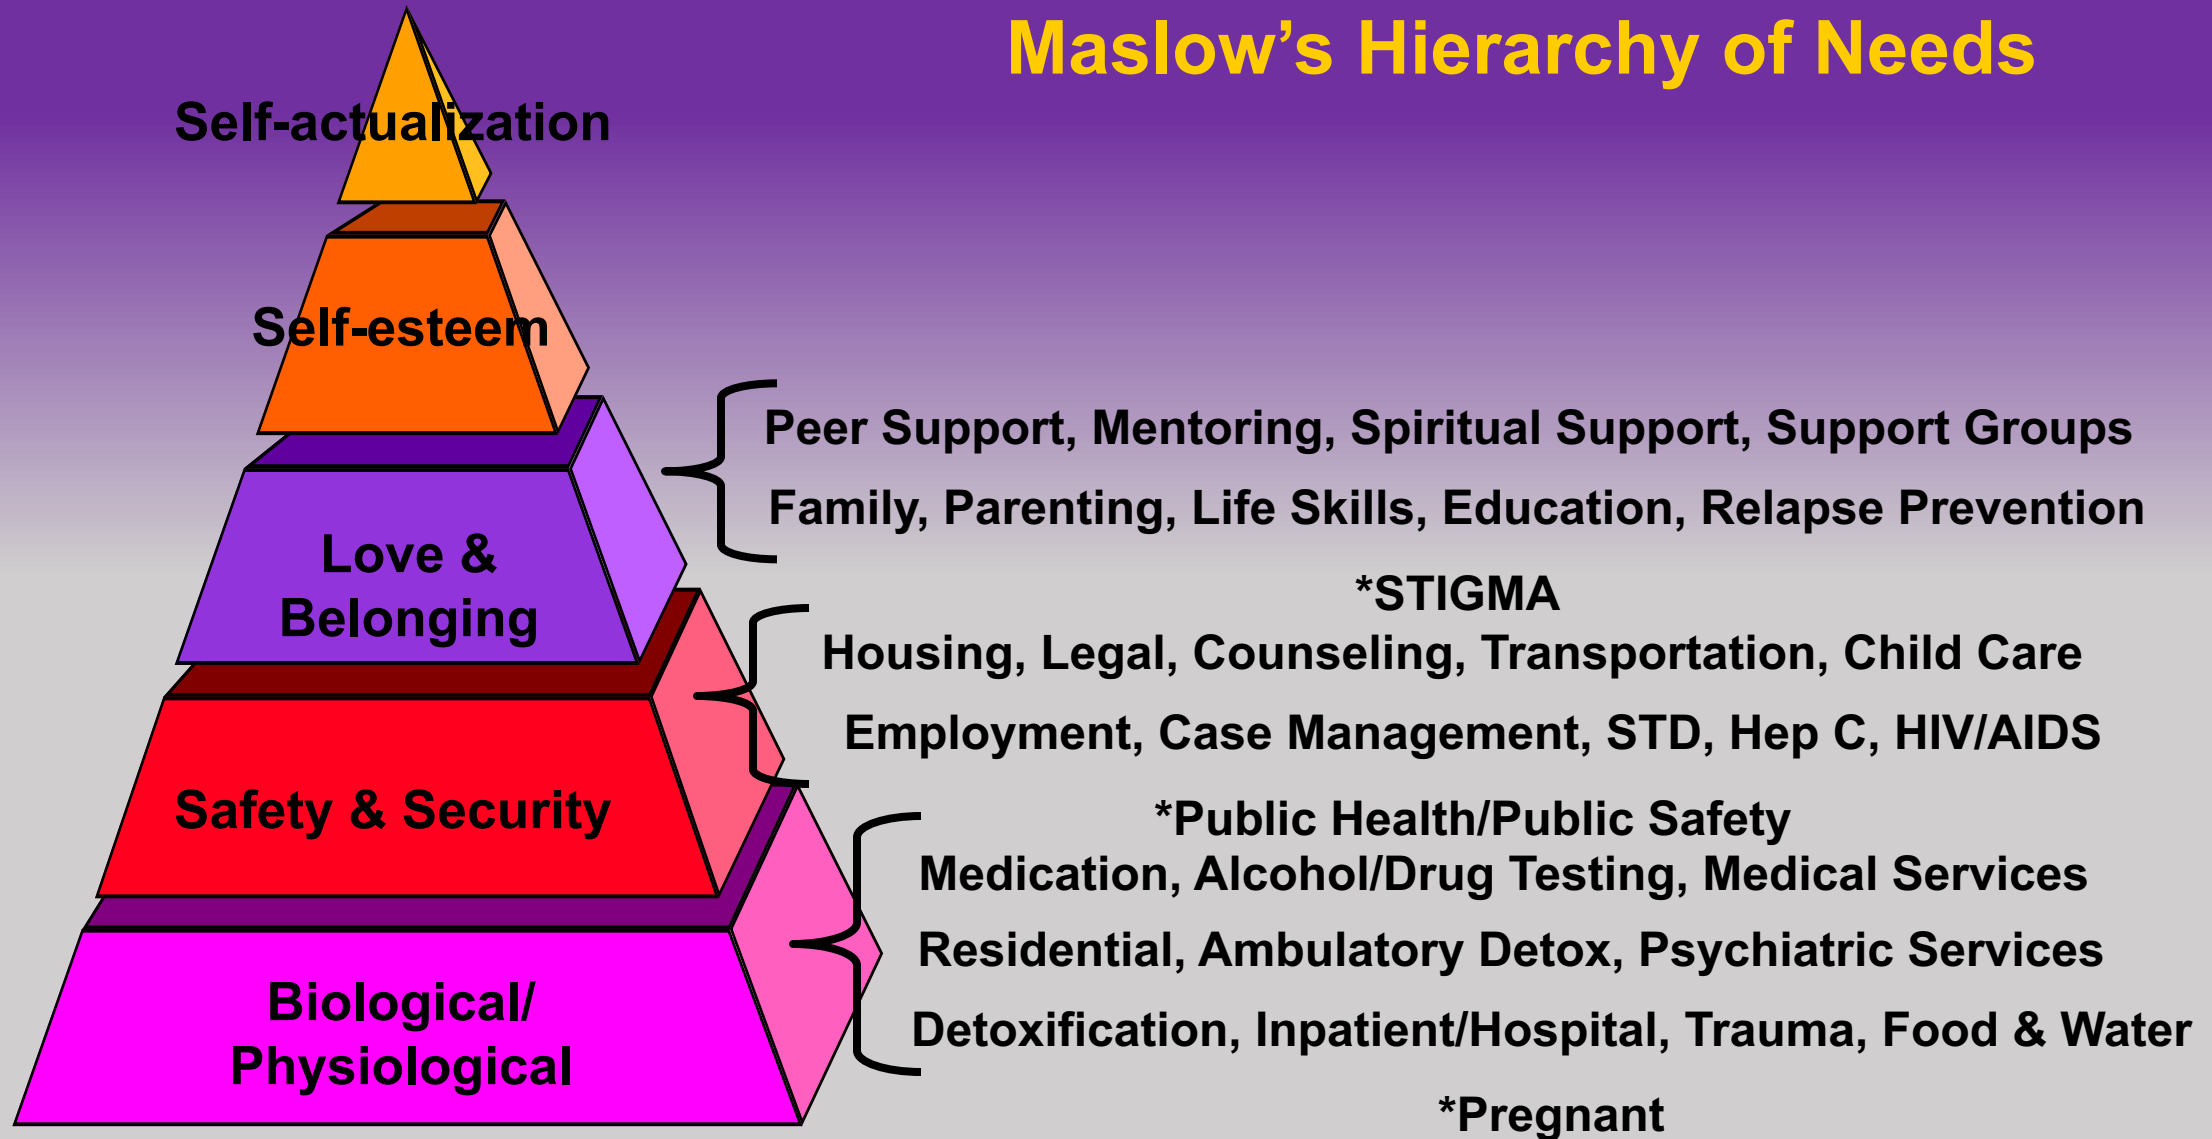 Maslow’s Hierarchy of Needs
Self-actualization
Self-esteem
Love &
Belonging
Peer Support, Mentoring, Spiritual Support, Support Groups
Family, Parenting, Life Skills, Education, Relapse Prevention
*STIGMA
Safety & Security
Housing, Legal, Counseling, Transportation, Child Care
Employment, Case Management, STD, Hep C, HIV/AIDS
*Public Health/Public Safety
Biological/
Physiological
Medication, Alcohol/Drug Testing, Medical Services
Residential, Ambulatory Detox, Psychiatric Services
Detoxification, Inpatient/Hospital, Trauma, Food & Water
*Pregnant